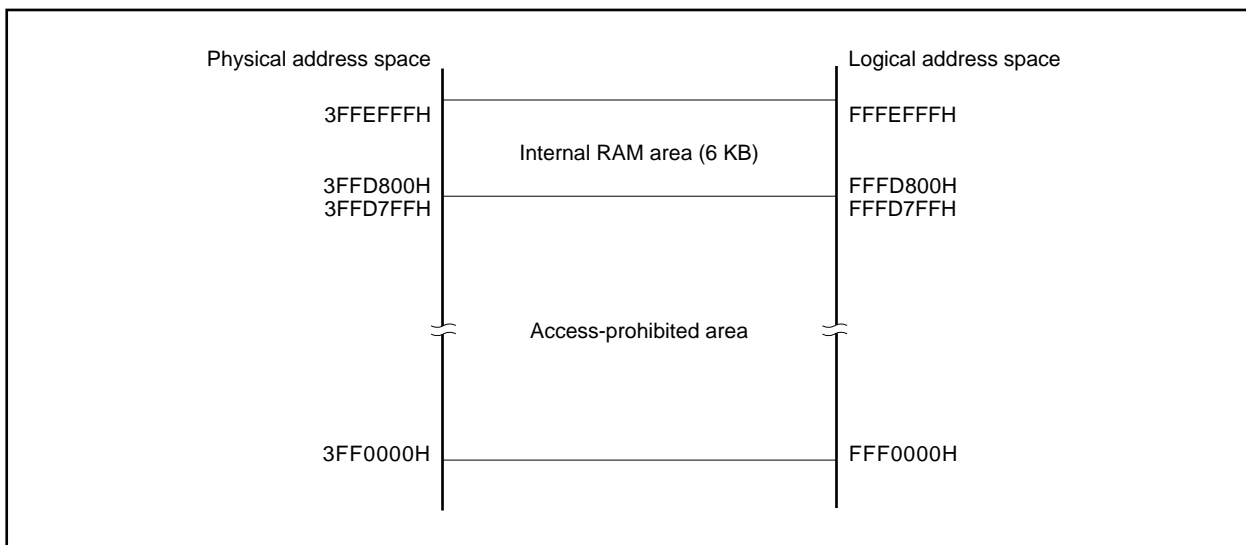 Physical address space
Logical address space
3FFEFFFH
FFFEFFFH
Internal RAM area (6 KB)
3FFD800H
FFFD800H
3FFD7FFH
FFFD7FFH
Access-prohibited area
3FF0000H
FFF0000H